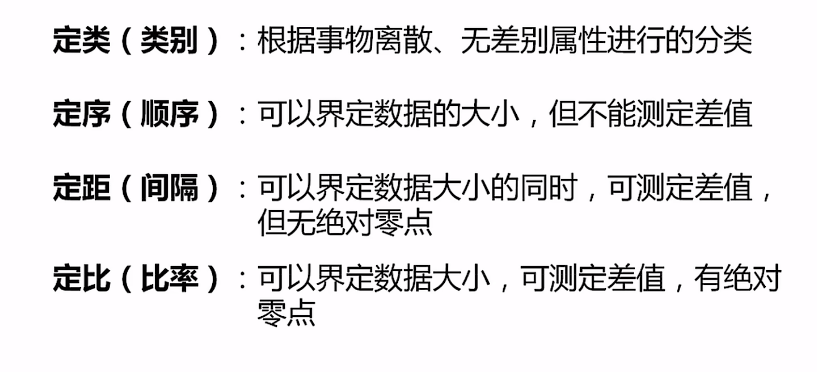 定类（类别）：根据事物离散、无差别属性进行的分类
定序（顺序）：可以界定数据的大小，但不能测定差值
定距（间隔）：可以界定数据大小的同时，可测定差值，
但无绝对零点
定比（比率）：可以界定数据大小，可测定差值，有绝对
零点